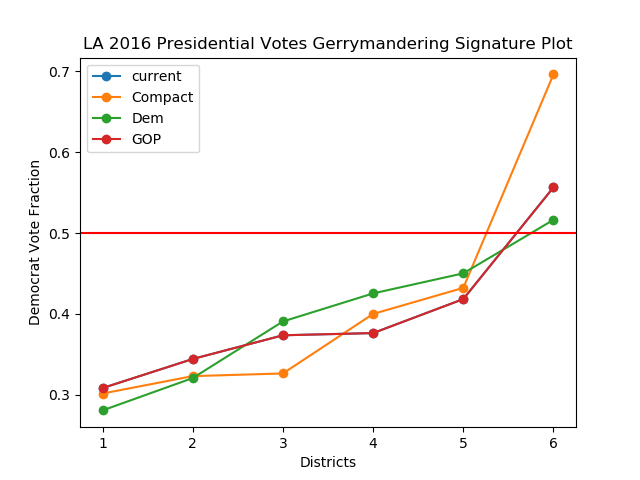 LA 2016 Presidential Votes Gerrymandering Signature Plot
current
Compact
Dem
GOP
0.7
0.6
0.5
0.4
0.3
Democrat Vote Fraction
1 2 3 4 5 6
Districts